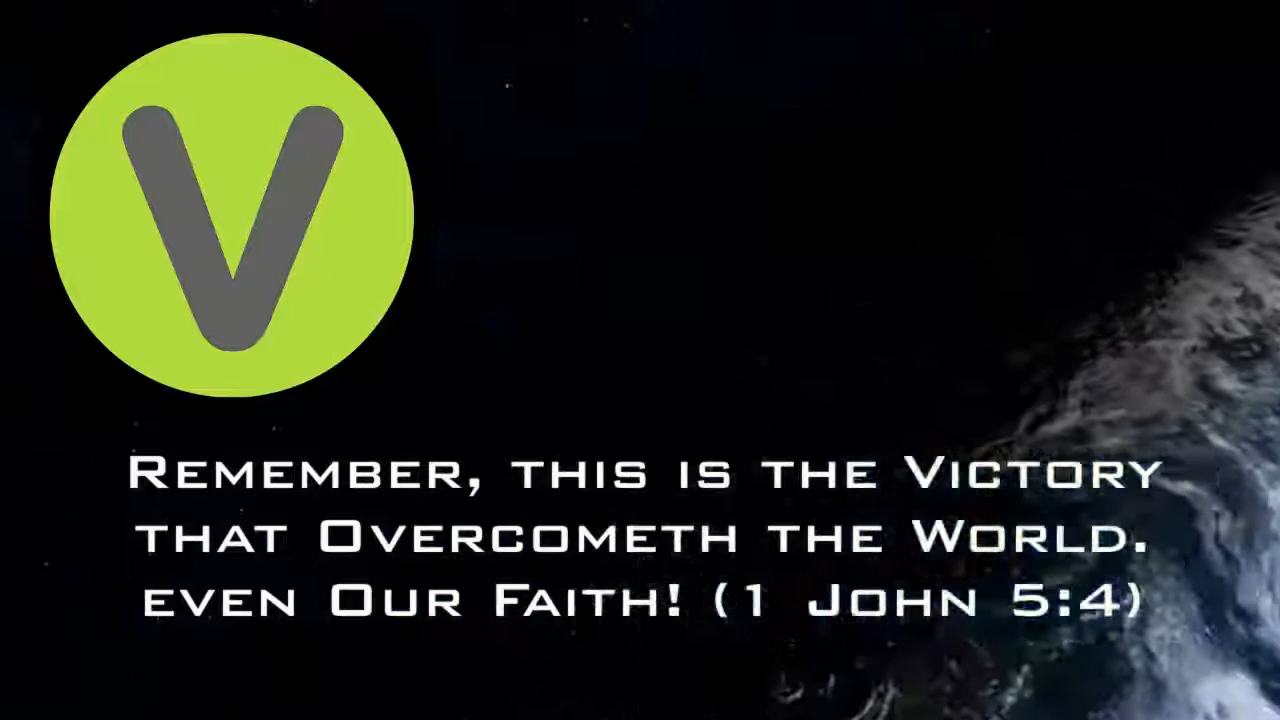 V
Remember, this is the Victory
that Overcometh the World.
even Our Faith! (1 John 5:4)